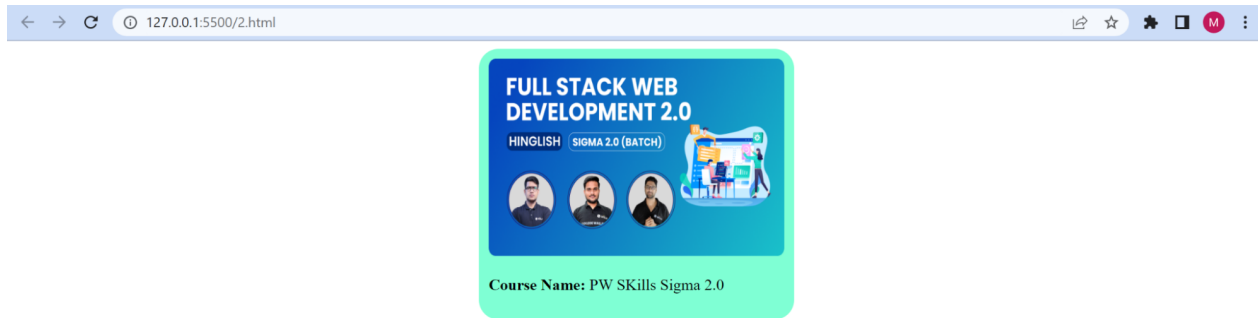 127.0.0.1:5500/2.html
M
FULL STACK WEB
DEVELOPMENT 2.0
HINGLISH SIGMA 2.0 (BATCH)
Course Name: PW SKills Sigma 2.0